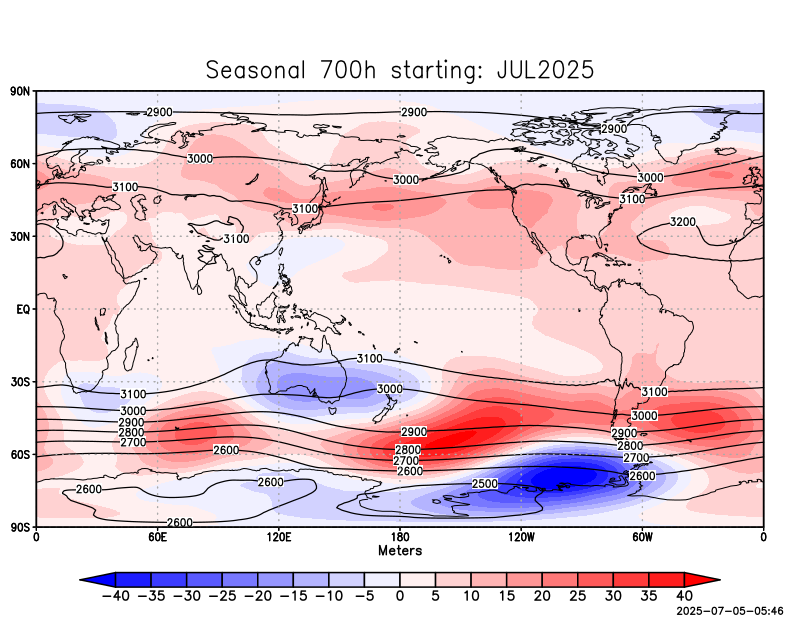 Seasonal 700h starting: JUL2025
90N
2900 2900
2900
60N 3000
3000 3000
3100 3100
3100 3200
30N 3100
EQ
3100
30S 3000 3100
3100
3000 3000
2900 2900 2900
2800 2800
2700 2600 2800 2700
60S 2700
2600 2600
2600 2600 2500
2600
90S
0 60E 120E 180 120W 60W 0
Meters
−40 −35 −30 −25 −20 −15 −10 −5 0 5 10 15 20 25 30 35 40
2025-07-05-05:46